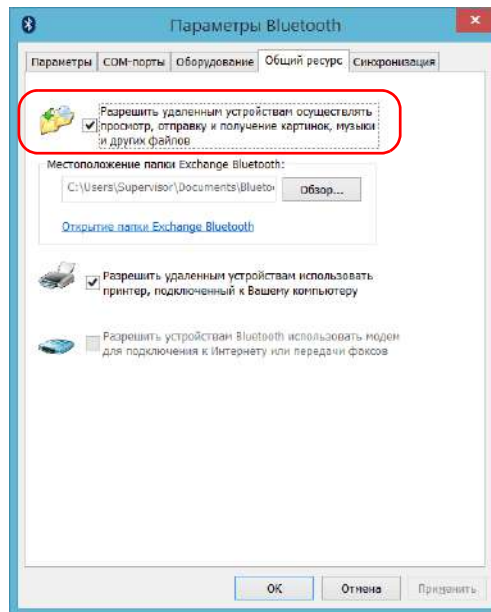 Параметры Bluetooth
Параметры COM-порты Оборудование Общий ресурс Синхронизация
Разрешить удаленным устройствам осуществлять
просмотр, отправку и получение картинок, музыки
и других файлов
Местоположение папки Exchange Bluetooth:
C:\Users\Supervisor\Documents\Blueto Обзор...
Открытие папки Exchange Bluetooth
Разрешить удаленным устройствам использовать
принтер, подключенный к Вашему компьютеру
Разрешить устройствам Bluetooth использовать модем
для подключения к Интернету или передачи факсов
ОК Отмена Применить